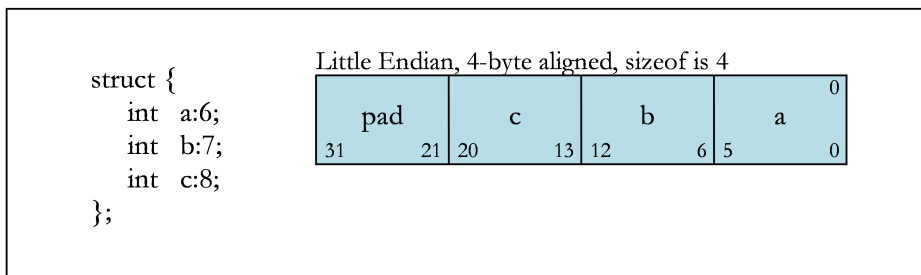 Little Endian, 4-byte aligned, sizeof is 4
struct {
int a:6;
int b:7;
int c:8;
};
0
pad c b a
31 21 20 13 12 6 5 0